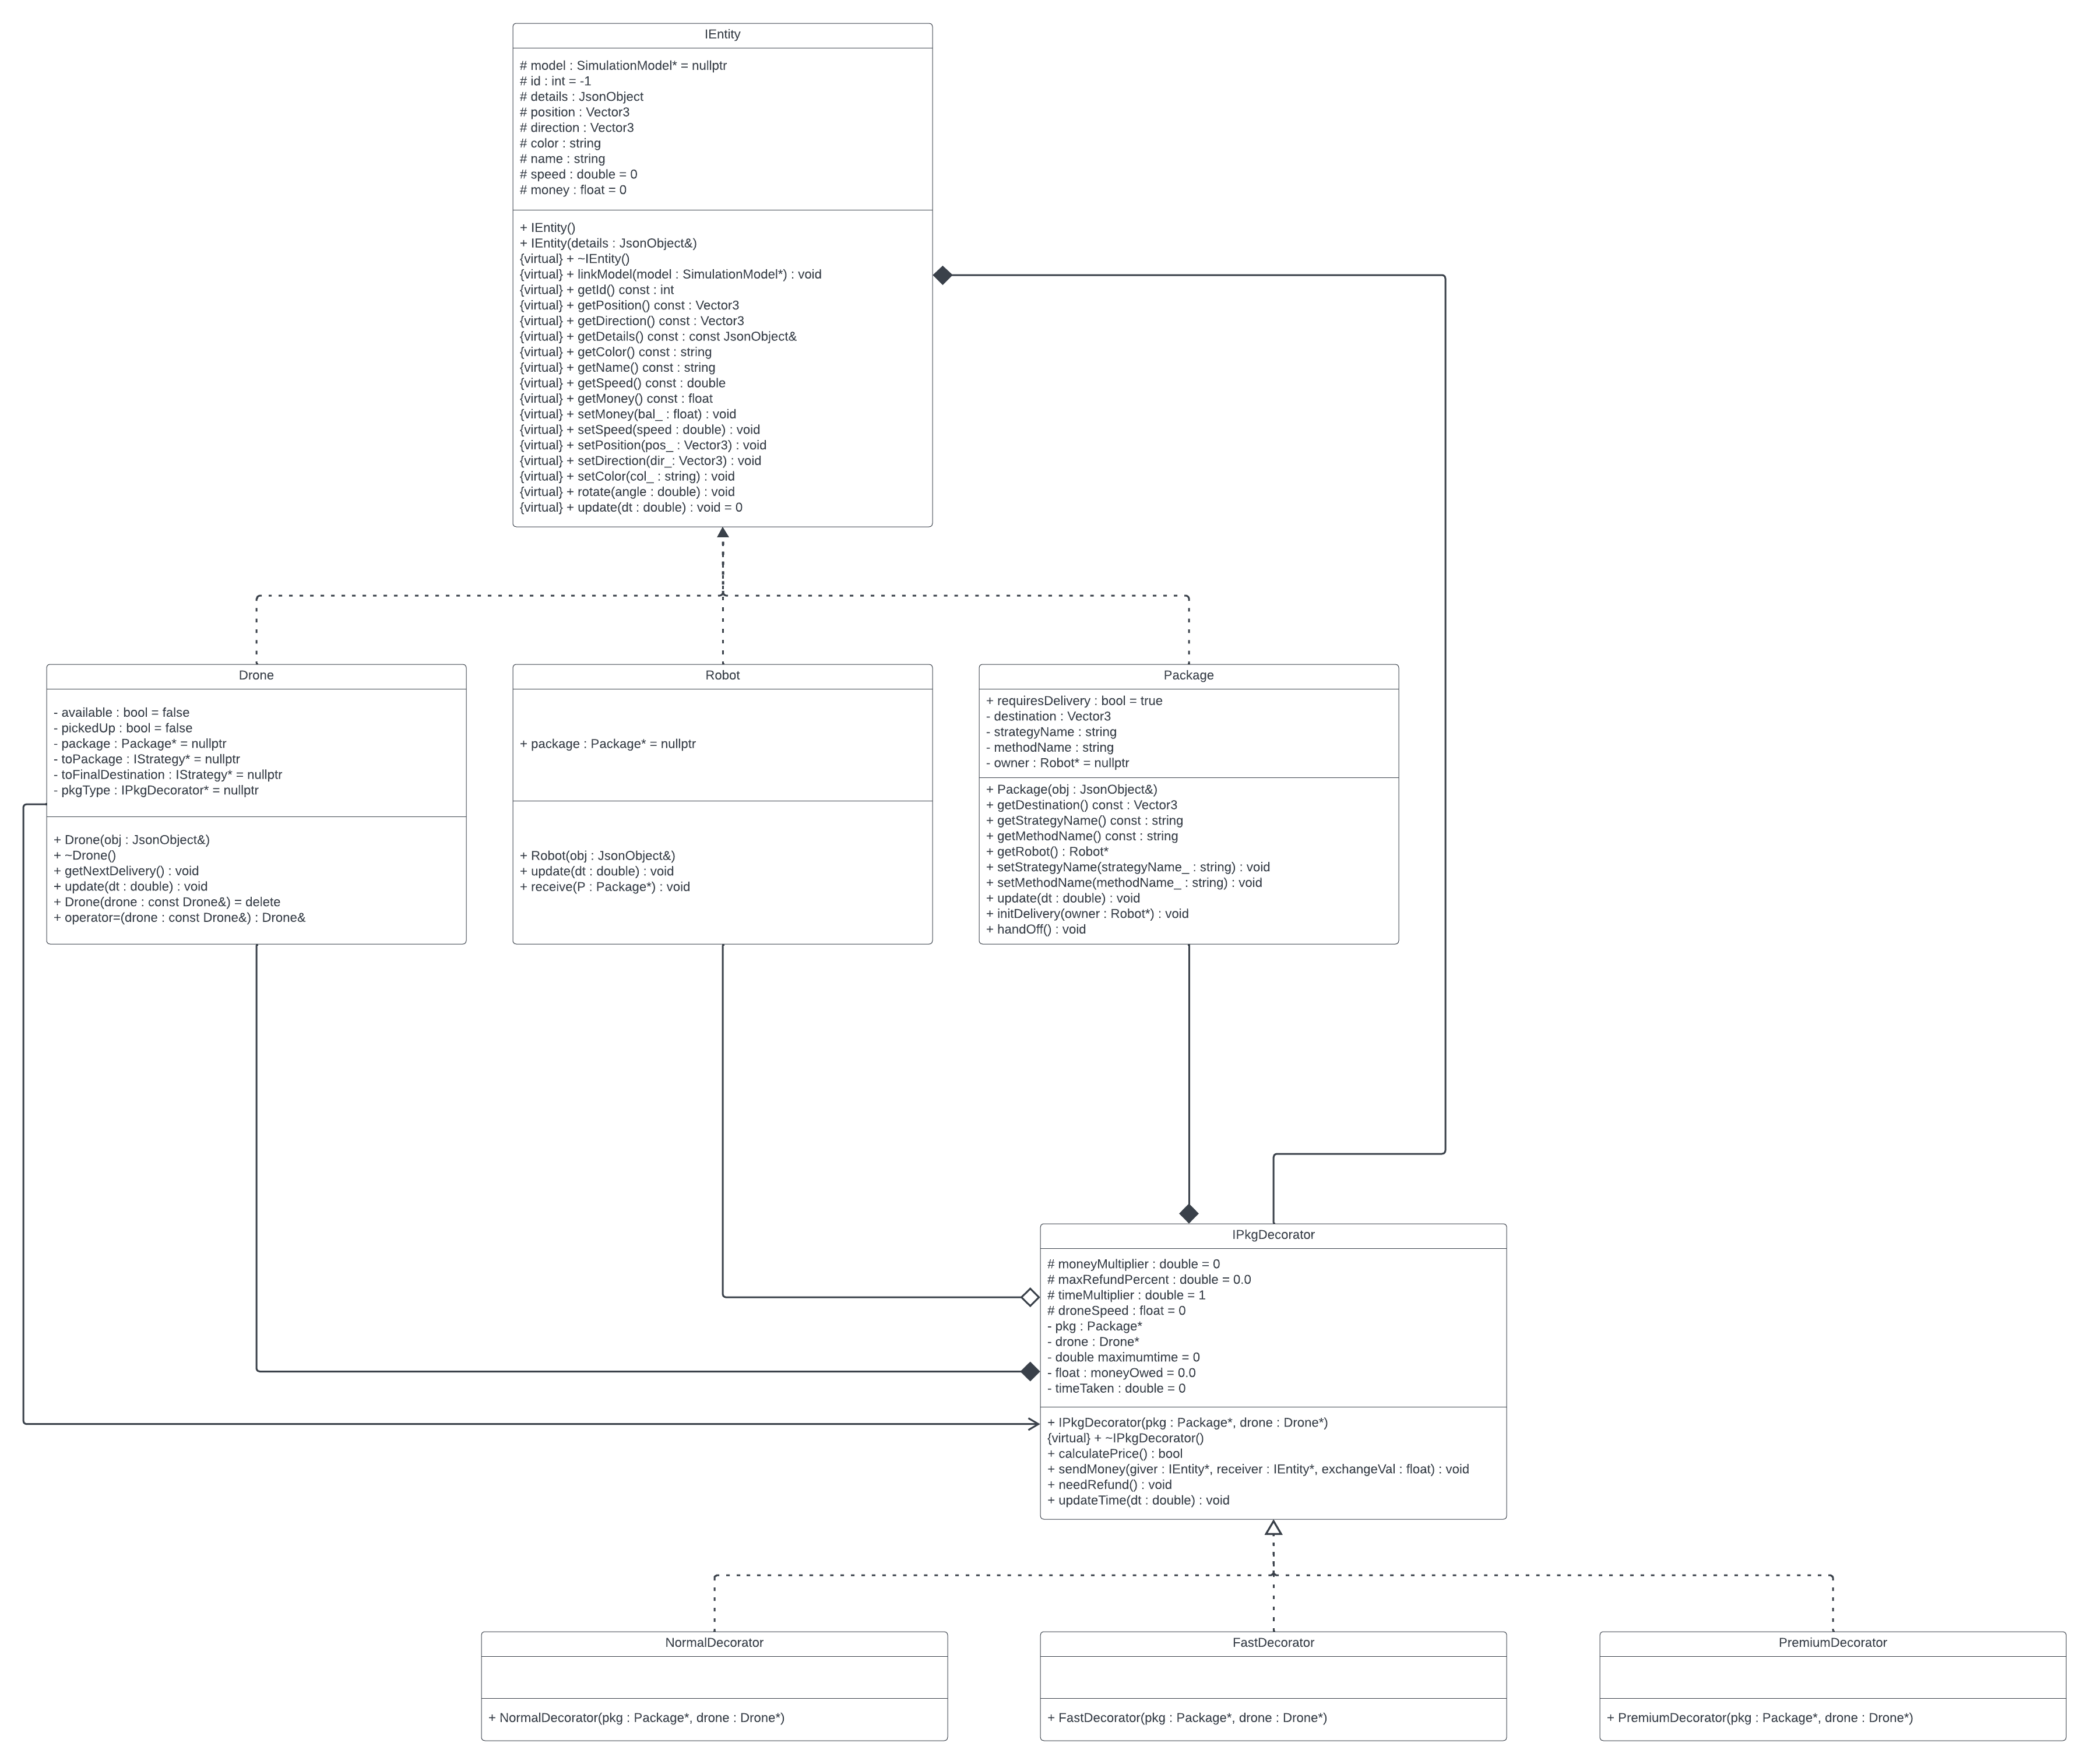 IEntity
# model : SimulationModel* = nullptr
# id : int = -1
# details : JsonObject
# position : Vector3
# direction : Vector3
# color : string
# name : string
# speed : double = 0
# money : float = 0
+ IEntity()
+ IEntity(details : JsonObject&)
{virtual} + ~IEntity()
{virtual} + linkModel(model : SimulationModel*) : void
{virtual} + getId() const : int
{virtual} + getPosition() const : Vector3
{virtual} + getDirection() const : Vector3
{virtual} + getDetails() const : const JsonObject&
{virtual} + getColor() const : string
{virtual} + getName() const : string
{virtual} + getSpeed() const : double
{virtual} + getMoney() const : float
{virtual} + setMoney(bal_ : float) : void
{virtual} + setSpeed(speed : double) : void
{virtual} + setPosition(pos_ : Vector3) : void
{virtual} + setDirection(dir_: Vector3) : void
{virtual} + setColor(col_ : string) : void
{virtual} + rotate(angle : double) : void
{virtual} + update(dt : double) : void = 0
Drone
- available : bool = false
- pickedUp : bool = false
- package : Package* = nullptr
- toPackage : IStrategy* = nullptr
- toFinalDestination : IStrategy* = nullptr
- pkgType : IPkgDecorator* = nullptr
+ Drone(obj : JsonObject&)
+ ~Drone()
+ getNextDelivery() : void
+ update(dt : double) : void
+ Drone(drone : const Drone&) = delete
+ operator=(drone : const Drone&) : Drone&
Robot
+ package : Package* = nullptr
+ Robot(obj : JsonObject&)
+ update(dt : double) : void
+ receive(P : Package*) : void
Package
+ requiresDelivery : bool = true
- destination : Vector3
- strategyName : string
- methodName : string
- owner : Robot* = nullptr
+ Package(obj : JsonObject&)
+ getDestination() const : Vector3
+ getStrategyName() const : string
+ getMethodName() const : string
+ getRobot() : Robot*
+ setStrategyName(strategyName_ : string) : void
+ setMethodName(methodName_ : string) : void
+ update(dt : double) : void
+ initDelivery(owner : Robot*) : void
+ handOff() : void
IPkgDecorator
# moneyMultiplier : double = 0
# maxRefundPercent : double = 0.0
# timeMultiplier : double = 1
# droneSpeed : float = 0
- pkg : Package*
- drone : Drone*
- double maximumtime = 0
- float : moneyOwed = 0.0
- timeTaken : double = 0
+ IPkgDecorator(pkg : Package*, drone : Drone*)
{virtual} + ~IPkgDecorator()
+ calculatePrice() : bool
+ sendMoney(giver : IEntity*, receiver : IEntity*, exchangeVal : float) : void
+ needRefund() : void
+ updateTime(dt : double) : void
NormalDecorator
+ NormalDecorator(pkg : Package*, drone : Drone*)
FastDecorator
+ FastDecorator(pkg : Package*, drone : Drone*)
PremiumDecorator
+ PremiumDecorator(pkg : Package*, drone : Drone*)